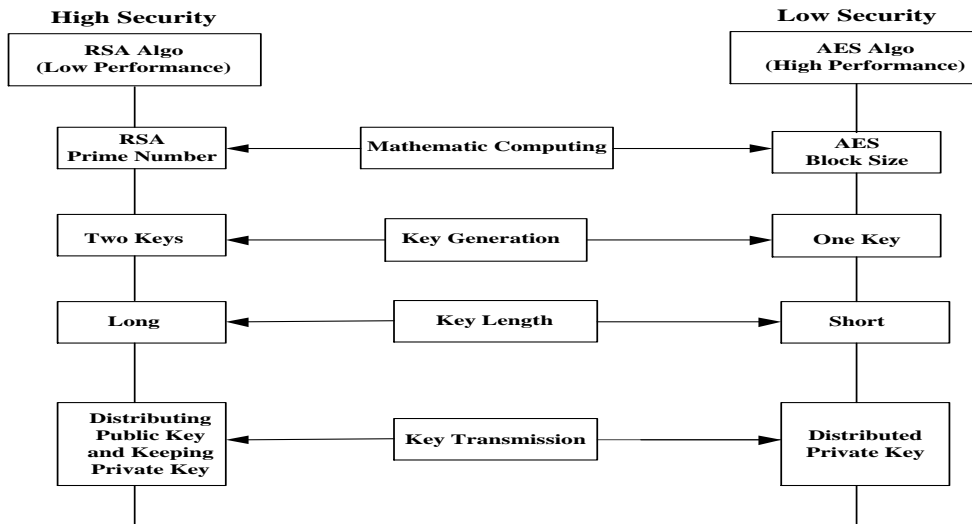 High Security
Low Security
RSA Algo
(Low Performance)
AES Algo
(High Performance)
RSA
Prime Number
Mathematic Computing
AES
Block Size
Two Keys
Key Generation
One Key
Long
Key Length
Short
Distributing
Public Key
and Keeping
Private Key
Key Transmission
Distributed
Private Key